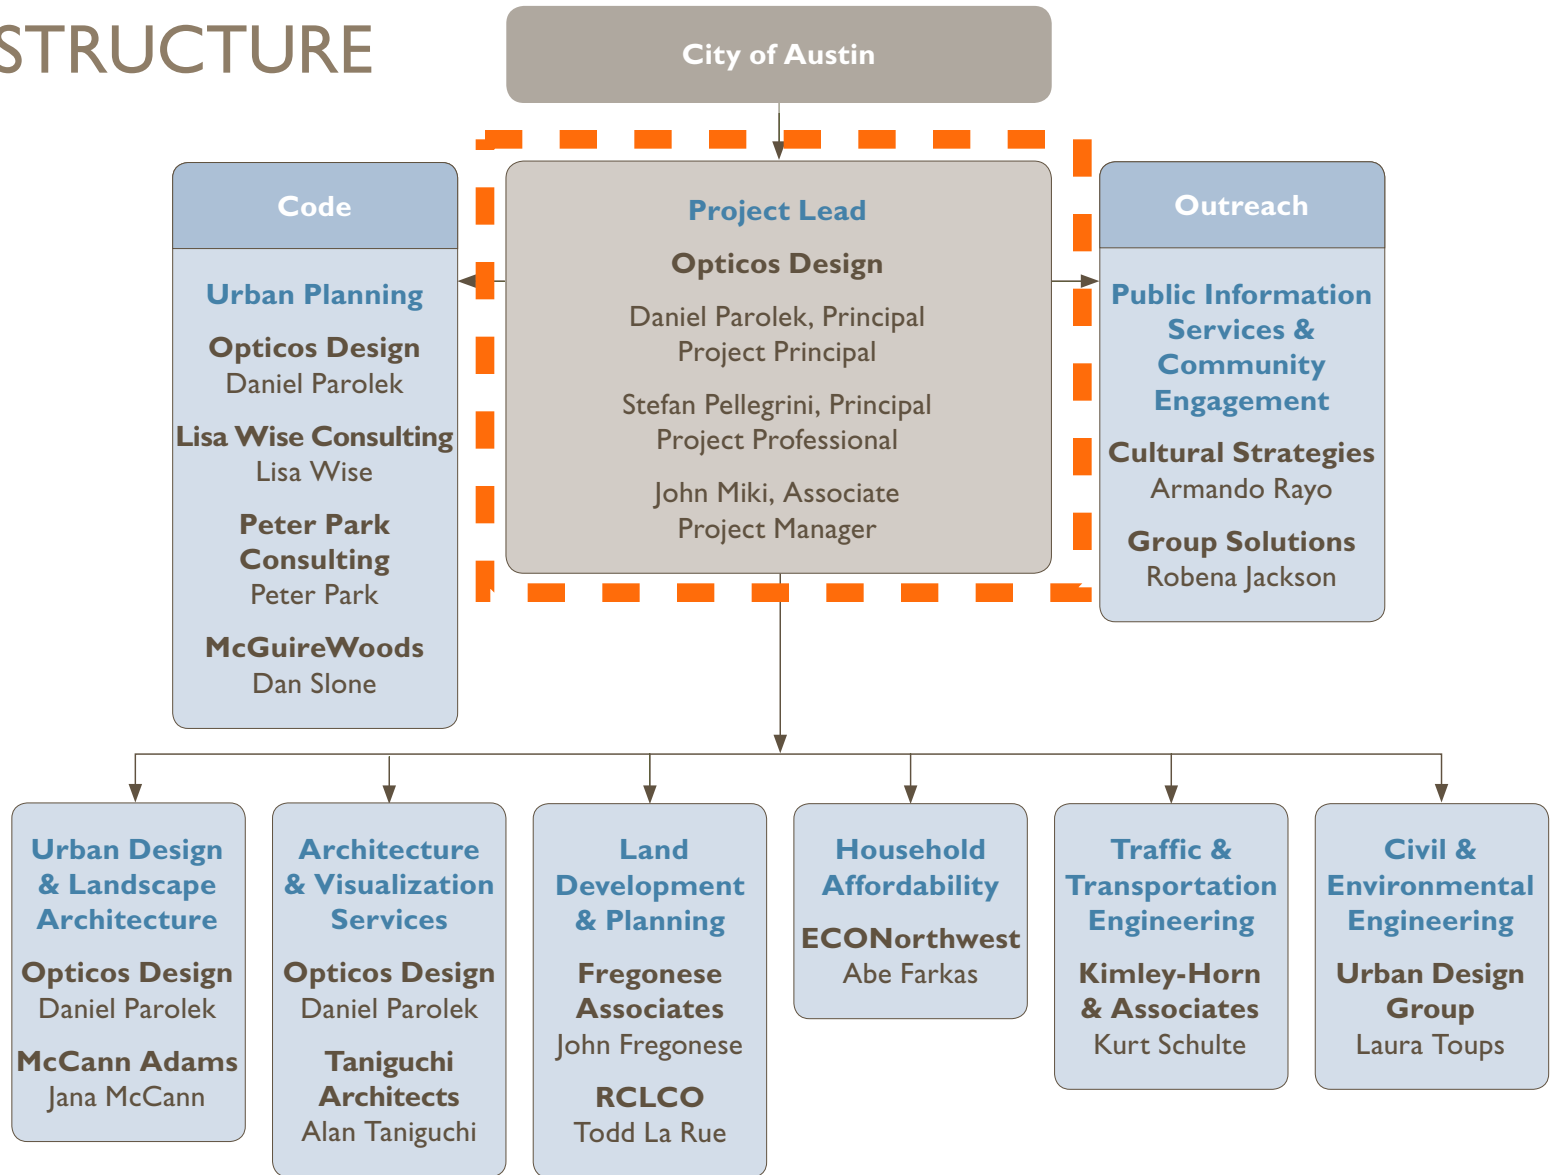 STRUCTURE
City of Austin
Code
Urban Planning
Opticos Design
Daniel Parolek
Lisa Wise Consulting
Lisa Wise
Peter Park
Consulting
Peter Park
McGuireWoods
Dan Slone
Project Lead
Opticos Design
Daniel Parolek, Principal
Project Principal
Stefan Pellegrini, Principal
Project Professional
John Miki, Associate
Project Manager
Outreach
Public Information
Services &
Community
Engagement
Cultural Strategies
Armando Rayo
Group Solutions
Robena Jackson
Urban Design
& Landscape
Architecture
Opticos Design
Daniel Parolek
McCann Adams
Jana McCann
Architecture
& Visualization
Services
Opticos Design
Daniel Parolek
Taniguchi
Architects
Alan Taniguchi
Land
Development
& Planning
Fregonese
Associates
John Fregonese
RCLCO
Todd La Rue
Household
Affordability
ECONorthwest
Abe Farkas
Traffic &
Transportation
Engineering
Kimley-Horn
& Associates
Kurt Schulte
Civil &
Environmental
Engineering
Urban Design
Group
Laura Toups